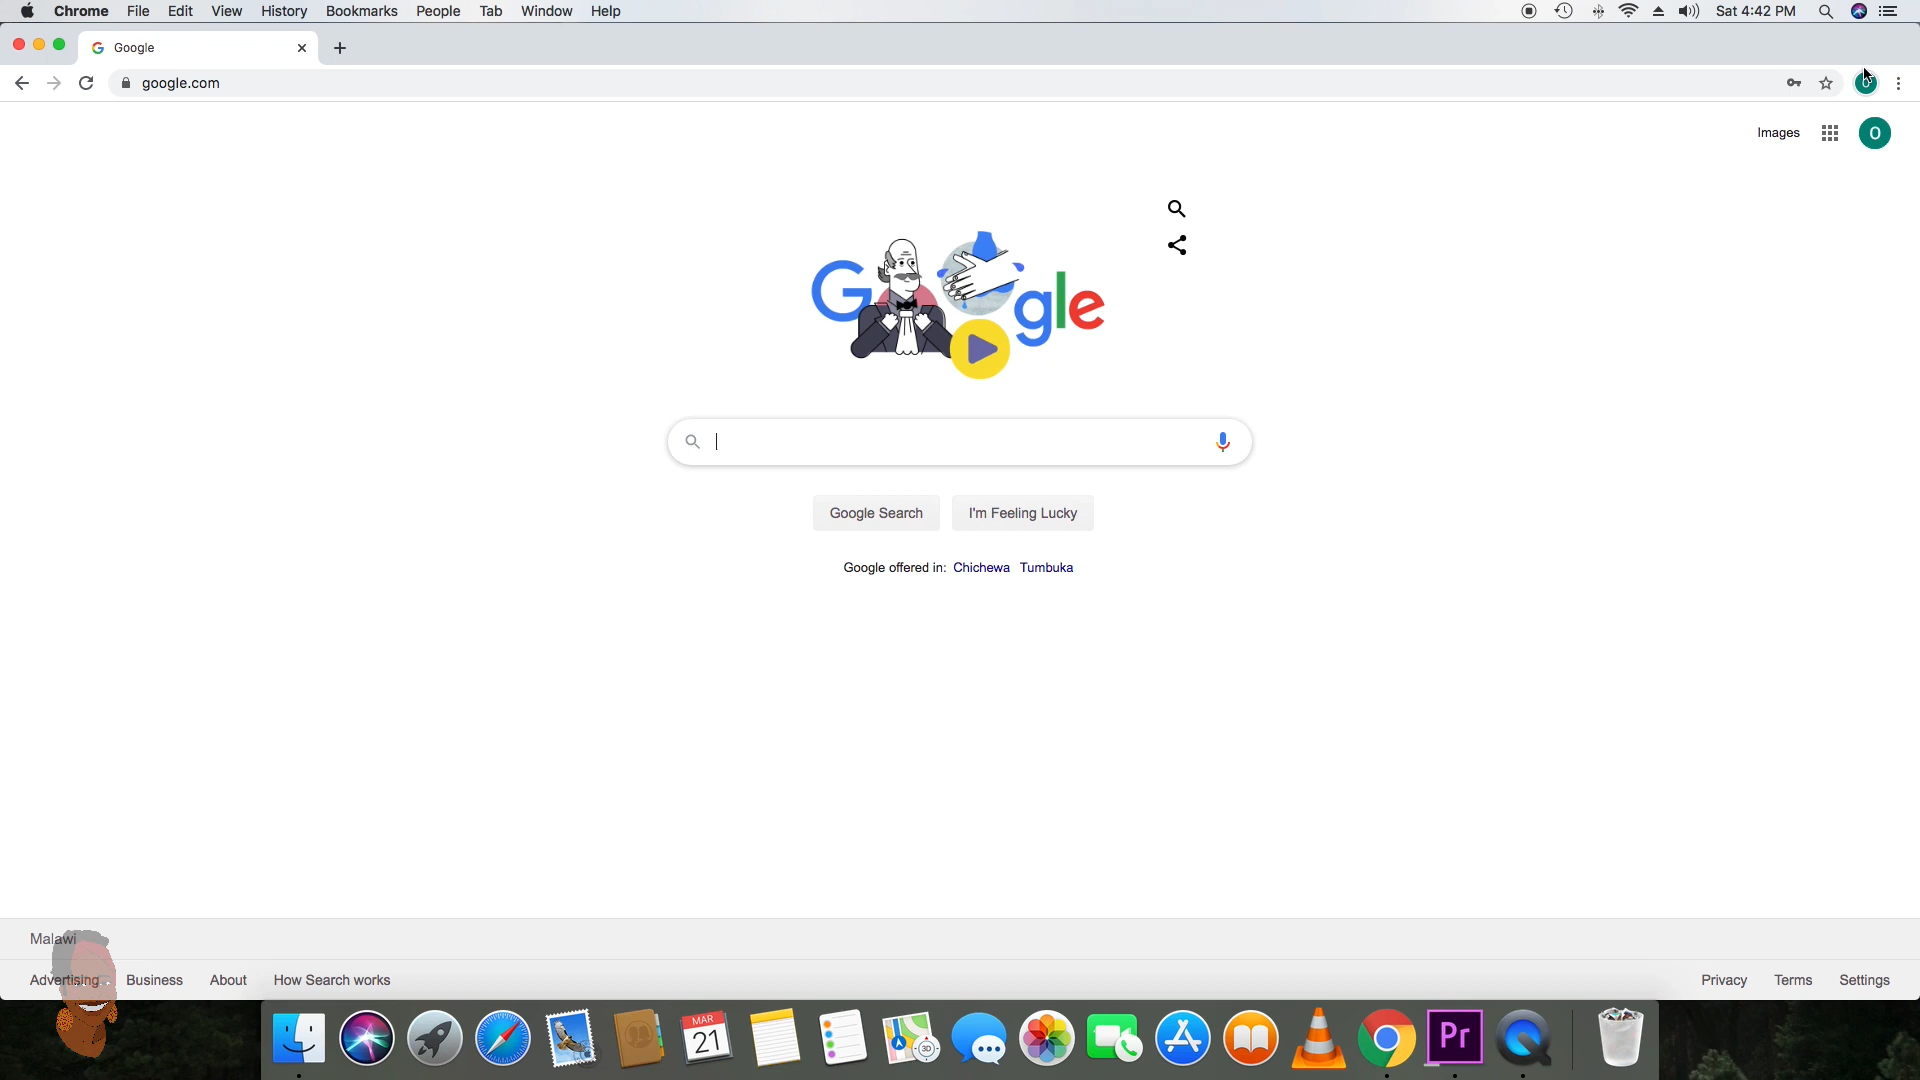 Chrome File Edit View History Bookmarks People Tab Window Help Sat 4:42 PM
Google
google.com
Images O
Google
Google Search I'm Feeling Lucky
Google offered in: Chichewa Tumbuka
Malawi
Advertising Business About How Search works Privacy Terms Settings
MAR
21
3D
Pr